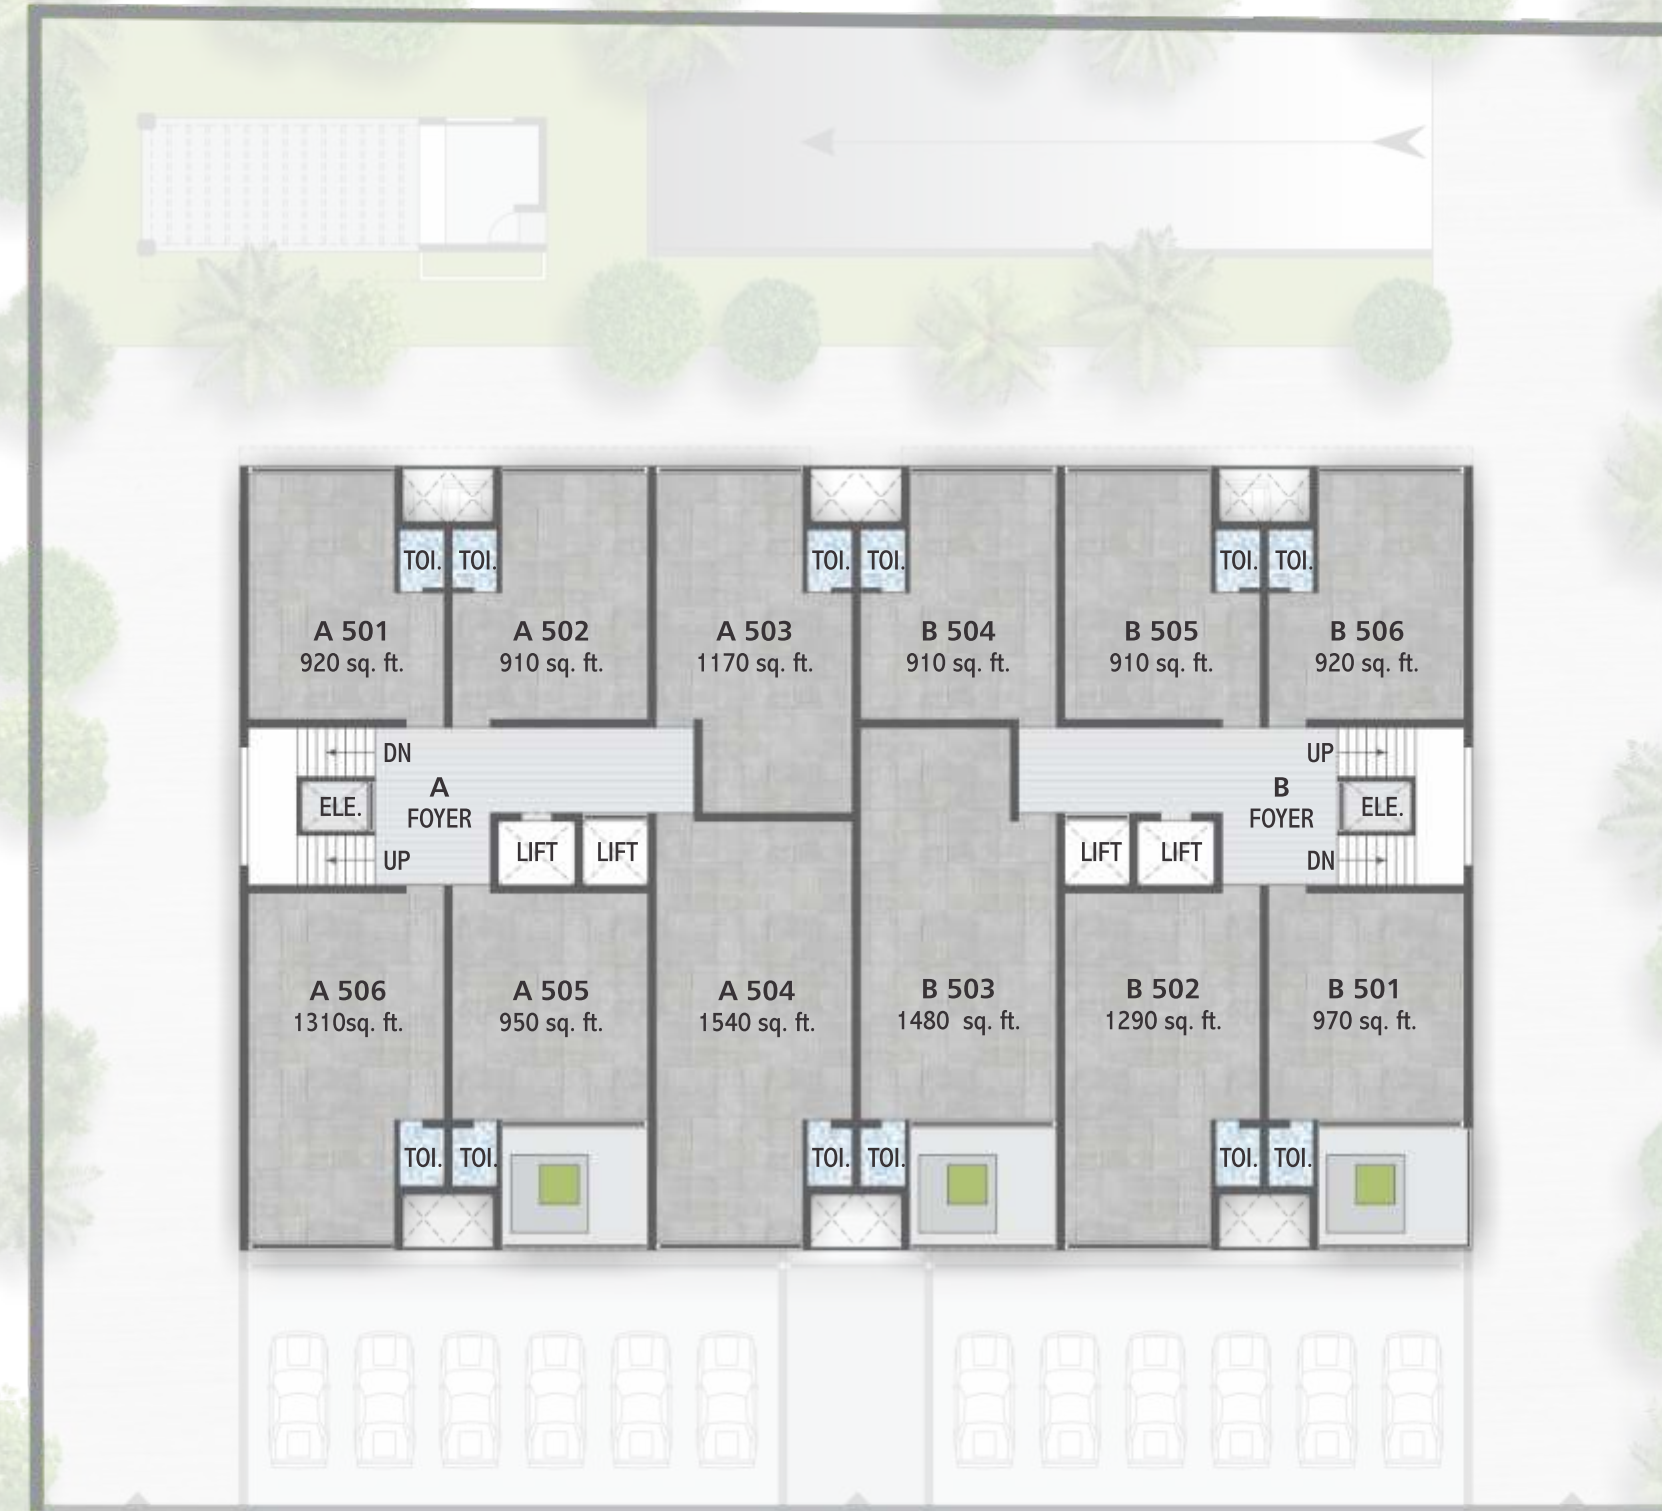 TOI. TOI. TOI. TOI. TOI. TOI.
A 501
920 sq. ft.
A 502
910 sq. ft.
A 503
1170 sq. ft.
B 504
910 sq. ft.
B 505
910 sq. ft.
B 506
920 sq. ft.
DN
ELE.
UP
A
FOYER
LIFT LIFT
LIFT LIFT
B
FOYER
UP
ELE.
DN
A 506
1310sq. ft.
A 505
950 sq. ft.
A 504
1540 sq. ft.
B 503
1480 sq. ft.
B 502
1290 sq. ft.
B 501
970 sq. ft.
TOI. TOI. TOI. TOI. TOI. TOI.